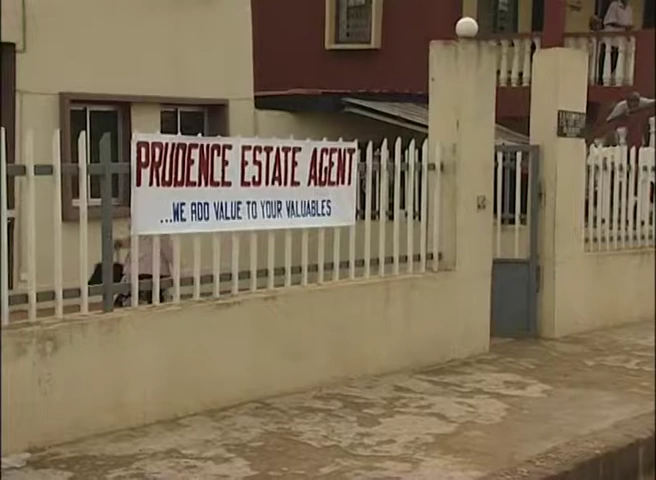 PRUDENCE ESTATE AGENT
...WE ADD VALUE TO YOUR VALUABLES